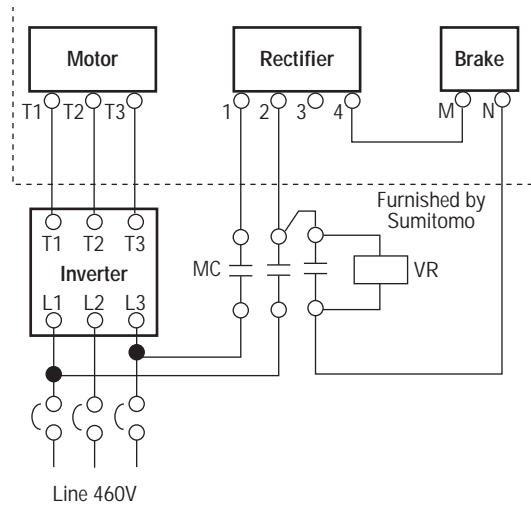 Motor Rectifier Brake
T1 T2 T3 1 2 3 4 M N
Furnished by
Sumitomo
T1 T2 T3
Inverter MC VR
L1 L2 L3
Line 460V